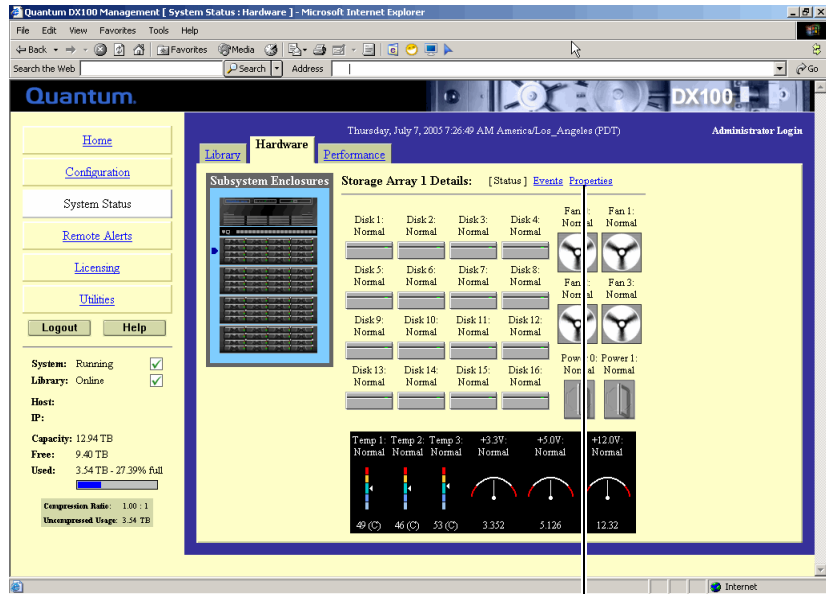 Quantum DX100 Management [ System Status : Hardware ] - Microsoft Internet Explorer
File Edit View Favorites Tools Help
Back Favorites Media
Search the Web Search Address Go
Quantum. DX100
Thursday, July 7, 2005 7:26:49 AM America/Los_Angeles (PDT) Administrator Login
Home
Configuration
System Status
Remote Alerts
Licensing
Utilities
Logout Help
System: Running
Library: Online
Host:
IP:
Capacity: 12.94 TB
Free: 9.40 TB
Used: 3.54 TB - 27.39% full
Compression Ratio: 1.00 : 1
Uncompressed Usage: 3.54 TB
Library Hardware Performance
Subsystem Enclosures
Storage Array 1 Details: [ Status ] Events Properties
Disk 1: Disk 2: Disk 3: Disk 4: Fan Fan 1:
Normal Normal Normal Normal Normal Normal
Disk 5: Disk 6: Disk 7: Disk 8: Fan Fan 3:
Normal Normal Normal Normal Normal Normal
Disk 9: Disk 10: Disk 11: Disk 12:
Normal Normal Normal Normal
Disk 13: Disk 14: Disk 15: Disk 16: Power 0: Power 1:
Normal Normal Normal Normal Normal Normal
Temp 1: Temp 2: Temp 3: +3.3V: +5.0V: +12.0V:
Normal Normal Normal Normal Normal Normal
49 (C) 46 (C) 53 (C) 3.352 5.126 12.32
Internet